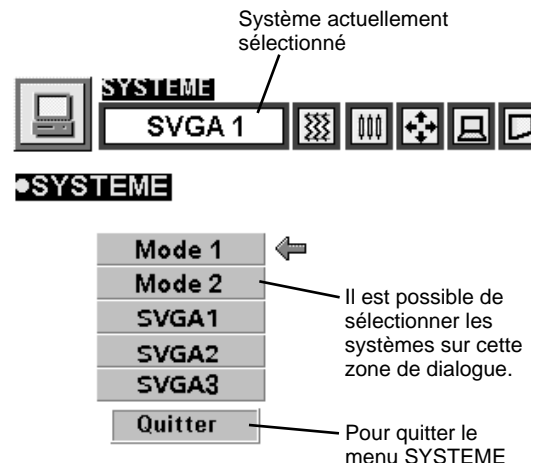 Système actuellement
sélectionné
SYSTEME
SVGA 1
●SYSTEME
Mode 1
Mode 2
SVGA1
SVGA2
SVGA3
Quitter
Il est possible de
sélectionner les
systèmes sur cette
zone de dialogue.
Pour quitter le
menu SYSTEME